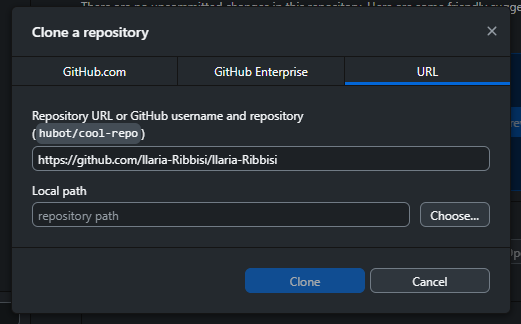 There are no uncommitted changes in this repository. Here are some friendly sugge
Clone a repository
GitHub.com
GitHub Enterprise
URL
Repository URL or GitHub username and repository
(hubot/cool-repo)
https://github.com/Ilaria-Ribbisi/Ilaria-Ribbisi
Local path
repository path
Choose...
Clone
Cancel